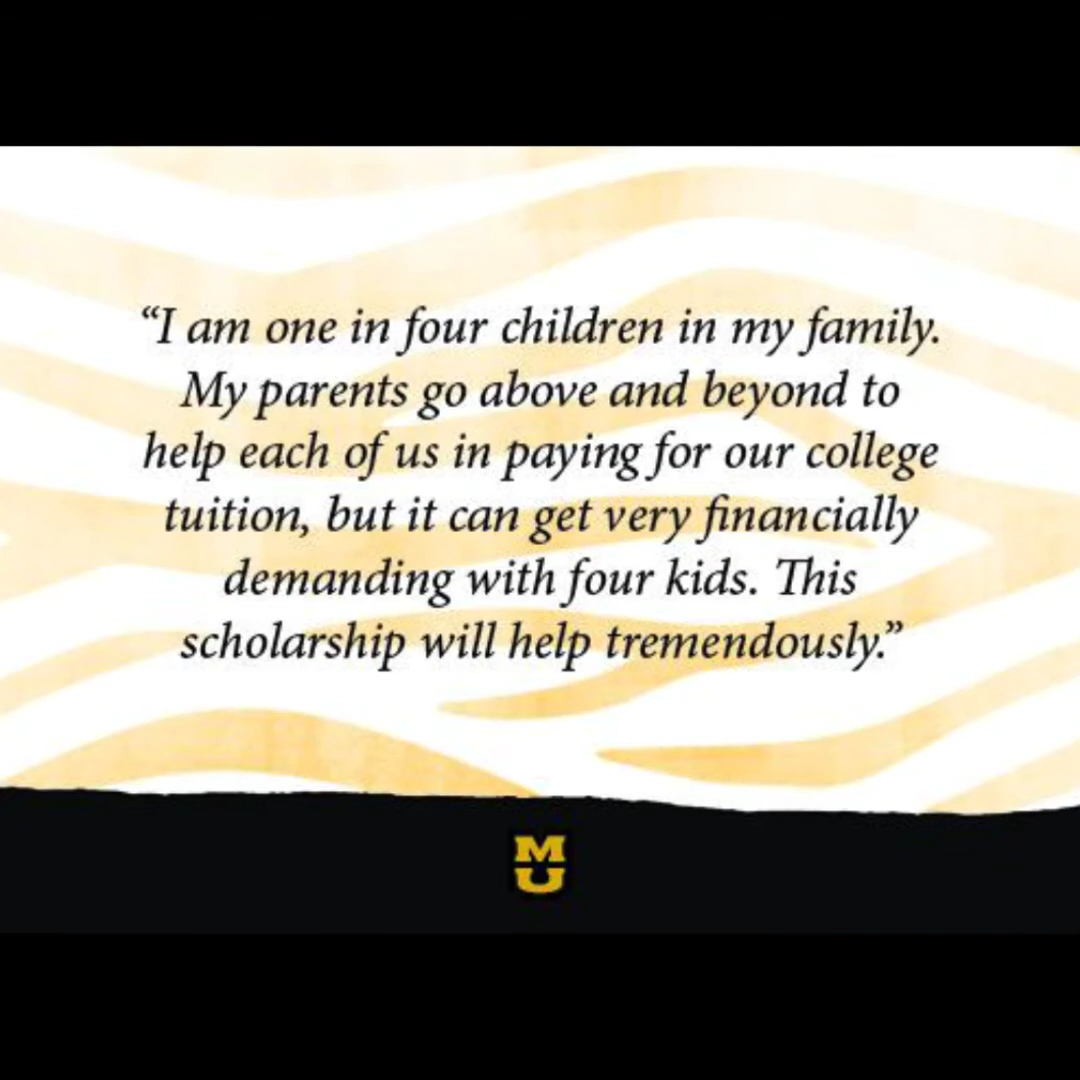 “I am one in four children in my family.
My parents go above and beyond to
help each of us in paying for our college
tuition, but it can get very financially
demanding with four kids. This
scholarship will help tremendously.”
M
U